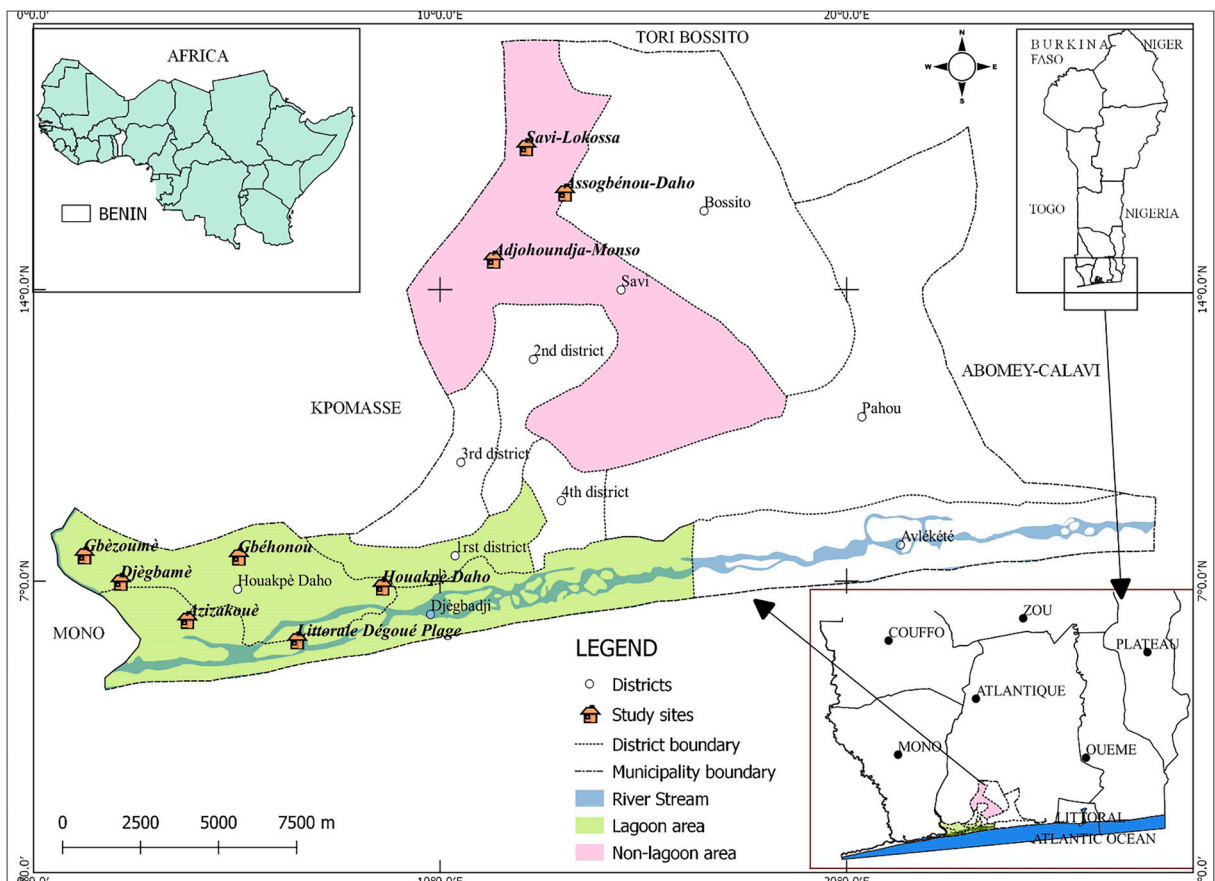 0°0.0'
10°0.0'E
20°0.0'E
TORI BOSSITO
AFRICA
BENIN
N
W
E
S
BURKINA
FASO
NIGER
TOGO
NIGERIA
Savi-Lokossa
Assogbénou-Daho
Bossito
Adjohoundja-Monso
Savi
14°0.0'N
14°0.0'N
2nd district
ABOMEY-CALAVI
KPOMASSE
Pahou
3rd district
4th district
Gbèzoumè
Gbéhonou
1rst district
Avlékété
Djègbamè
Houakpè Daho
Houakpè Daho
7°0.0'N
7°0.0'N
Azizakouè
Djègbadji
MONO
Littorale Dégoué Plage
LEGEND
Districts
Study sites
District boundary
Municipality boundary
River Stream
Lagoon area
Non-lagoon area
0 2500 5000 7500 m
ZOU
COUFFO
PLATEAU
ATLANTIQUE
MONO
OUEME
LITTORAL
ATLANTIC OCEAN